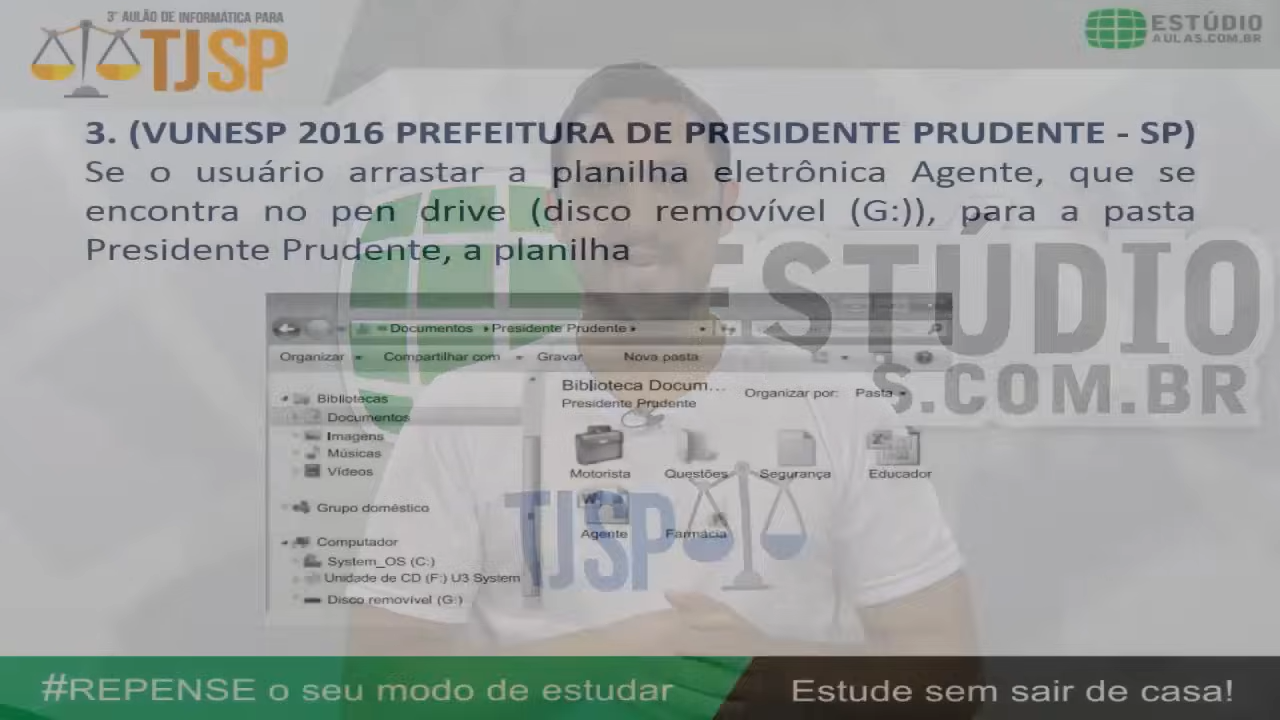 3º AULÃO DE INFORMÁTICA PARA
TJSP
ESTÚDIO
AULAS.COM.BR
3. (VUNESP 2016 PREFEITURA DE PRESIDENTE PRUDENTE - SP)
Se o usuário arrastar a planilha eletrônica Agente, que se
encontra no pen drive (disco removível (G:)), para a pasta
Presidente Prudente, a planilha
ESTÚDIO
S.COM.BR
Documentos Presidente Prudente
Organizar Compartilhar com Gravar Nova pasta
Biblioteca Docum...
Presidente Prudente
Organizar por: Pasta
Bibliotecas
Documentos
Imagens
Músicas
Vídeos
Grupo doméstico
Computador
System_OS (C:)
Unidade de CD (F:) U3 System
Disco removível (G:)
Motorista Questões Segurança Educador
Agente Farmácia
TJSP
#REPENSE o seu modo de estudar
Estude sem sair de casa!